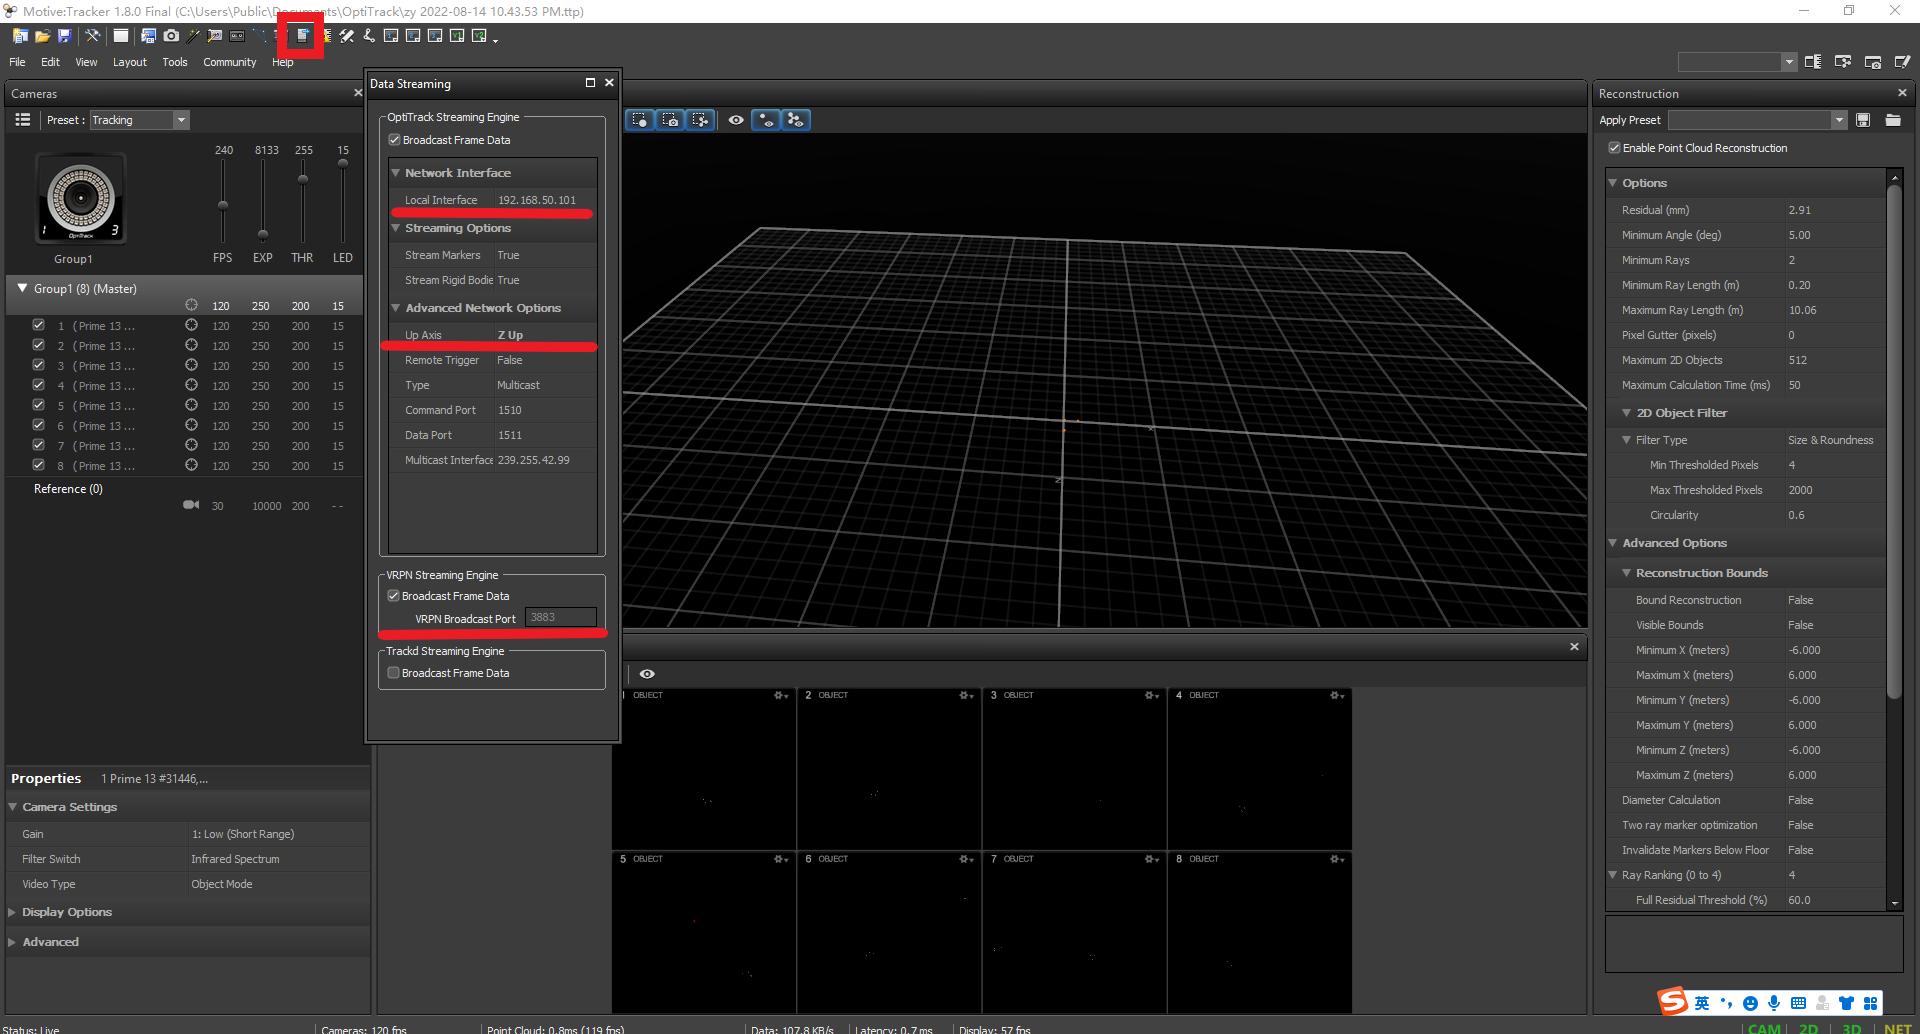 Motive:Tracker 1.8.0 Final (C:\Users\Public\Documents\OptiTrack\zy 2022-08-14 10.43.53 PM.ttp)
File Edit View Layout Tools Community Help
Cameras
Preset : Tracking
240 8133 255 15
1 OptiTrack 3
Group1 FPS EXP THR LED
Group1 (8) (Master)
120 250 200 15
1 (Prime 13 ... 120 250 200 15
2 (Prime 13 ... 120 250 200 15
3 (Prime 13 ... 120 250 200 15
4 (Prime 13 ... 120 250 200 15
5 (Prime 13 ... 120 250 200 15
6 (Prime 13 ... 120 250 200 15
7 (Prime 13 ... 120 250 200 15
8 (Prime 13 ... 120 250 200 15
Reference (0)
30 10000 200 --
Properties 1 Prime 13 #31446,...
Camera Settings
Gain 1: Low (Short Range)
Filter Switch Infrared Spectrum
Video Type Object Mode
Display Options
Advanced
Data Streaming
OptiTrack Streaming Engine
Broadcast Frame Data
Network Interface
Local Interface 192.168.50.101
Streaming Options
Stream Markers True
Stream Rigid Bodie True
Advanced Network Options
Up Axis Z Up
Remote Trigger False
Type Multicast
Command Port 1510
Data Port 1511
Multicast Interface 239.255.42.99
VRPN Streaming Engine
Broadcast Frame Data
VRPN Broadcast Port 3883
Trackd Streaming Engine
Broadcast Frame Data
1 OBJECT 2 OBJECT 3 OBJECT 4 OBJECT
5 OBJECT 6 OBJECT 7 OBJECT 8 OBJECT
Reconstruction
Apply Preset
Enable Point Cloud Reconstruction
Options
Residual (mm) 2.91
Minimum Angle (deg) 5.00
Minimum Rays 2
Minimum Ray Length (m) 0.20
Maximum Ray Length (m) 10.06
Pixel Gutter (pixels) 0
Maximum 2D Objects 512
Maximum Calculation Time (ms) 50
2D Object Filter
Filter Type Size & Roundness
Min Thresholded Pixels 4
Max Thresholded Pixels 2000
Circularity 0.6
Advanced Options
Reconstruction Bounds
Bound Reconstruction False
Visible Bounds False
Minimum X (meters) -6.000
Maximum X (meters) 6.000
Minimum Y (meters) -6.000
Maximum Y (meters) 6.000
Minimum Z (meters) -6.000
Maximum Z (meters) 6.000
Diameter Calculation False
Two ray marker optimization False
Invalidate Markers Below Floor False
Ray Ranking (0 to 4) 4
Full Residual Threshold (%) 60.0
英
Status: Live Cameras: 120 fps Point Cloud: 0.8ms (119 fps) Data: 107.8 KB/s Latency: 0.7 ms Display: 57 fps CAM 2D 3D NET